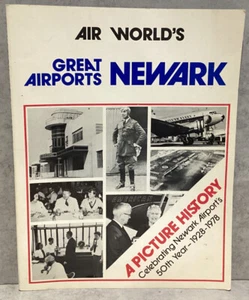 AIR WORLD'S
GREAT
AIRPORTS
NEWARK
A PICTURE HISTORY
Celebrating Newark Airport's
50th Year-1928-1978